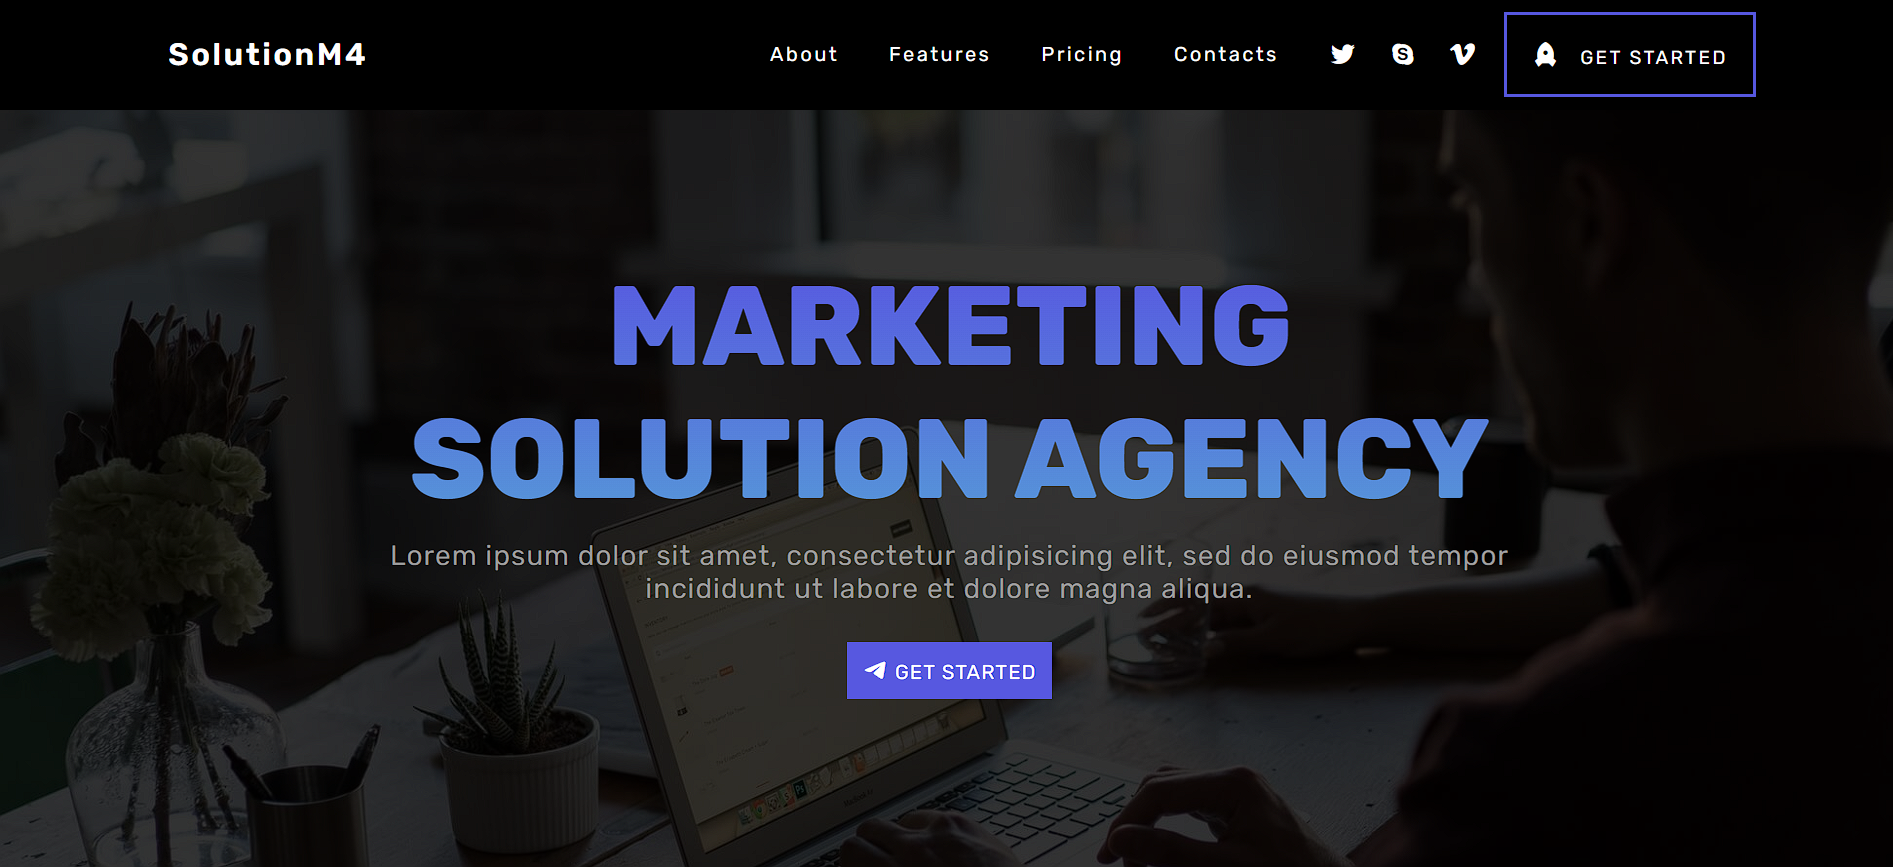 SolutionM4
About
Features
Pricing
Contacts
GET STARTED
MARKETING
SOLUTION AGENCY
Lorem ipsum dolor sit amet, consectetur adipisicing elit, sed do eiusmod tempor
incididunt ut labore et dolore magna aliqua.
GET STARTED